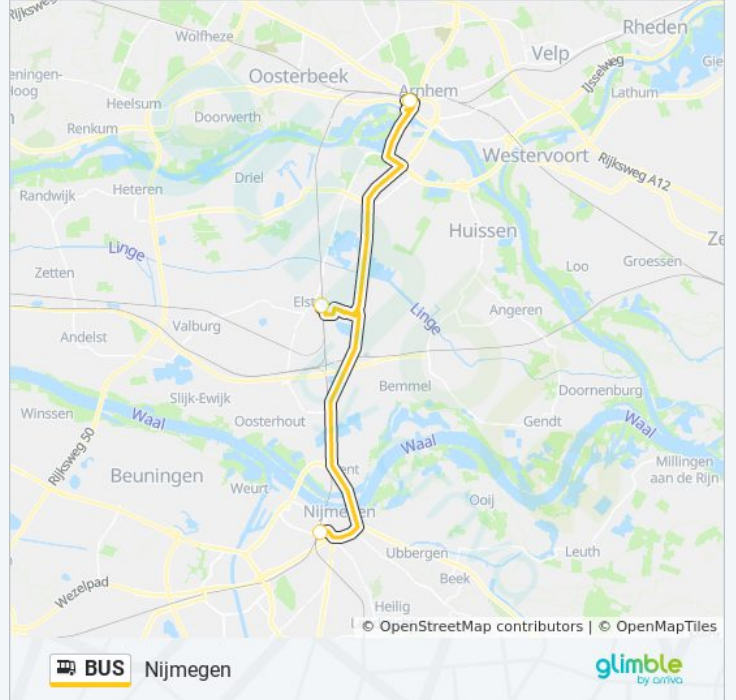 Rijksweg
Wolfheze
Rheden
Velp
Oosterbeek
IJsselweg
Arnhem
Lathum
Heelsum
Doorwerth
Renkum
Westervoort
Rijksweg A12
Driel
Heteren
Randwijk
Huissen
Linge
Groessen
Loo
Zetten
Linge
Angeren
Valburg
Andelst
Bemmel
Doornenburg
Slijk-Ewijk
Winssen
Waal
Oosterhout
Gendt
Waal
Waal
Rijksweg 50
Beuningen
Millingen
aan de Rijn
Weurt
Ooij
Nijmegen
Ubbergen
Leuth
Wezelpad
Beek
Heilig
© OpenStreetMap contributors | © OpenMapTiles
BUS Nijmegen
glimble
by arriva